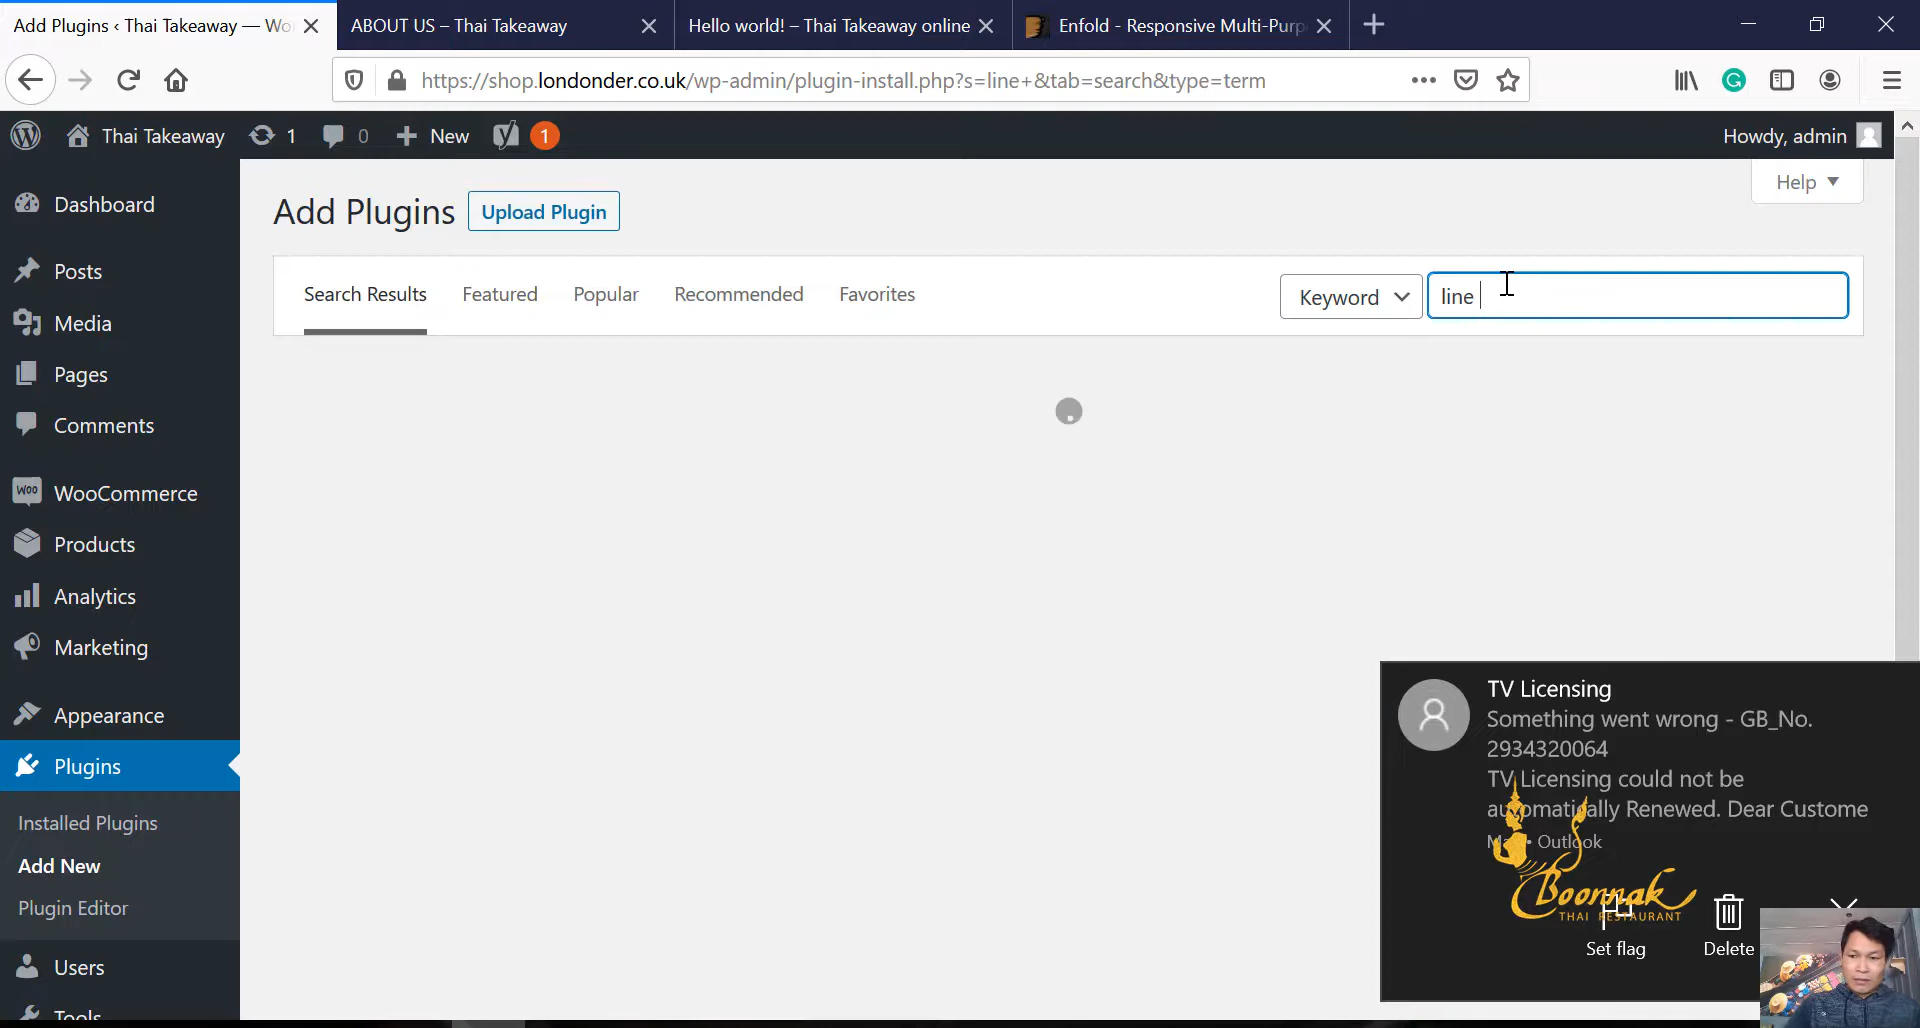 Add Plugins ‹ Thai Takeaway — Wo
ABOUT US – Thai Takeaway
Hello world! – Thai Takeaway online
Enfold - Responsive Multi-Purp
https://shop.londonder.co.uk/wp-admin/plugin-install.php?s=line+&tab=search&type=term
Thai Takeaway
1
0
New
1
Howdy, admin
Help
Dashboard
Posts
Media
Pages
Comments
WooCommerce
Products
Analytics
Marketing
Appearance
Plugins
Installed Plugins
Add New
Plugin Editor
Users
Tools
Add Plugins
Upload Plugin
Search Results
Featured
Popular
Recommended
Favorites
Keyword
line
TV Licensing
Something went wrong - GB_No.
2934320064
TV Licensing could not be
automatically Renewed. Dear Custome
• Outlook
Boonnak
THAI RESTAURANT
Set flag
Delete